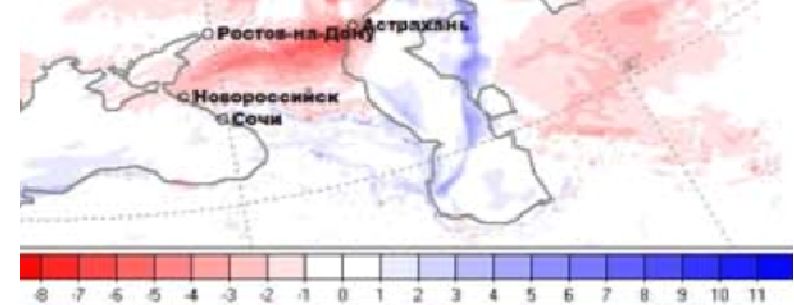 Астрахань
Ростов-на-Дону
Новороссийск
Сочи
-8 -7 -6 -5 -4 -3 -2 -1 0 1 2 3 4 5 6 7 8 9 10 11